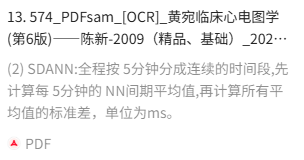 13. 574_PDFsam_[OCR]_黄宛临床心电图学
(第6版)——陈新-2009（精品、基础）_202…
(2) SDANN:全程按 5分钟分成连续的时间段,先
计算每 5分钟的 NN间期平均值,再计算所有平
均值的标准差，单位为ms。
PDF